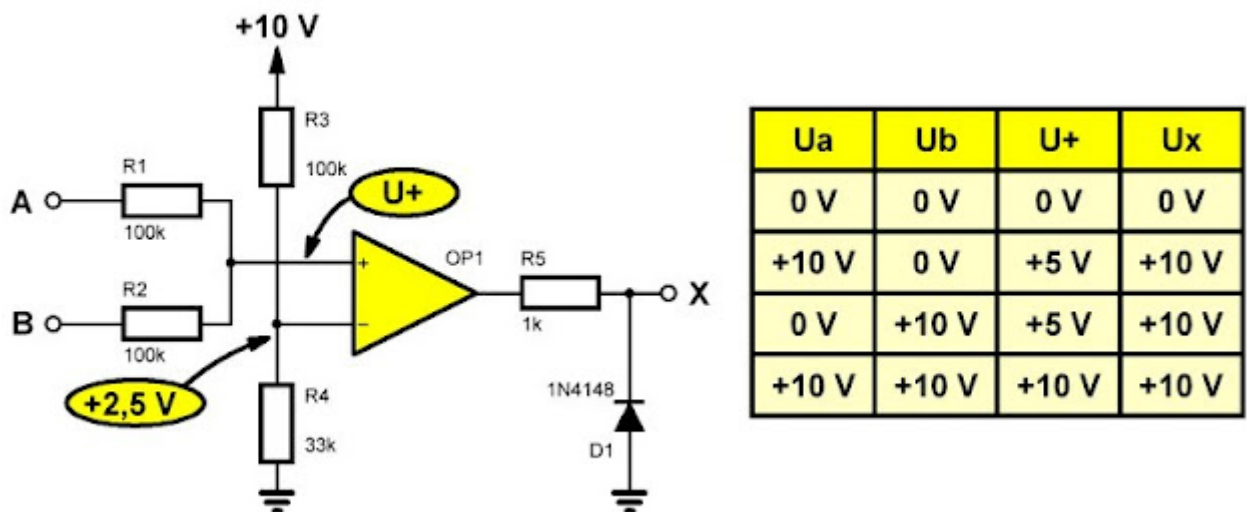 +10 V
R3
100k
R1
A
100k
U+
OP1
R5
+
X
R2
B
−
1k
100k
+2,5 V
R4
33k
1N4148
D1
Ua Ub U+ Ux
0 V 0 V 0 V 0 V
+10 V 0 V +5 V +10 V
0 V +10 V +5 V +10 V
+10 V +10 V +10 V +10 V